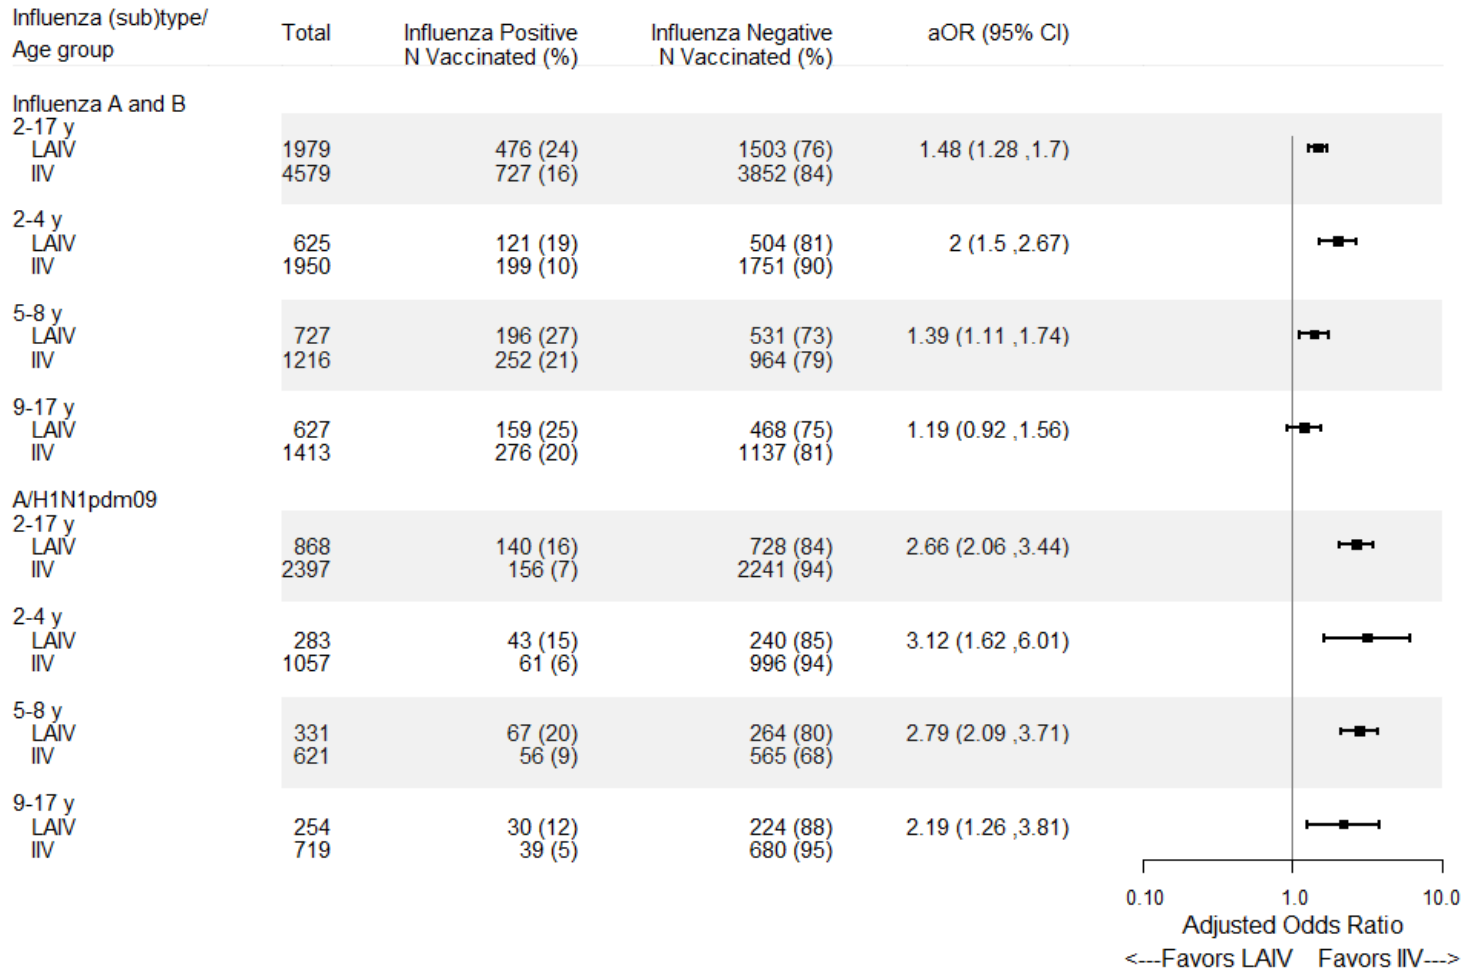 Influenza (sub)type/ Total Influenza Positive Influenza Negative aOR (95% CI)
Age group N Vaccinated (%) N Vaccinated (%)
Influenza A and B
2-17 y
LAIV 1979 476 (24) 1503 (76) 1.48 (1.28 ,1.7)
IIV 4579 727 (16) 3852 (84)
2-4 y
LAIV 625 121 (19) 504 (81) 2 (1.5 ,2.67)
IIV 1950 199 (10) 1751 (90)
5-8 y
LAIV 727 196 (27) 531 (73) 1.39 (1.11 ,1.74)
IIV 1216 252 (21) 964 (79)
9-17 y
LAIV 627 159 (25) 468 (75) 1.19 (0.92 ,1.56)
IIV 1413 276 (20) 1137 (81)
A/H1N1pdm09
2-17 y
LAIV 868 140 (16) 728 (84) 2.66 (2.06 ,3.44)
IIV 2397 156 (7) 2241 (94)
2-4 y
LAIV 283 43 (15) 240 (85) 3.12 (1.62 ,6.01)
IIV 1057 61 (6) 996 (94)
5-8 y
LAIV 331 67 (20) 264 (80) 2.79 (2.09 ,3.71)
IIV 621 56 (9) 565 (68)
9-17 y
LAIV 254 30 (12) 224 (88) 2.19 (1.26 ,3.81)
IIV 719 39 (5) 680 (95)
0.10 1.0 10.0
Adjusted Odds Ratio
<---Favors LAIV Favors IIV--->